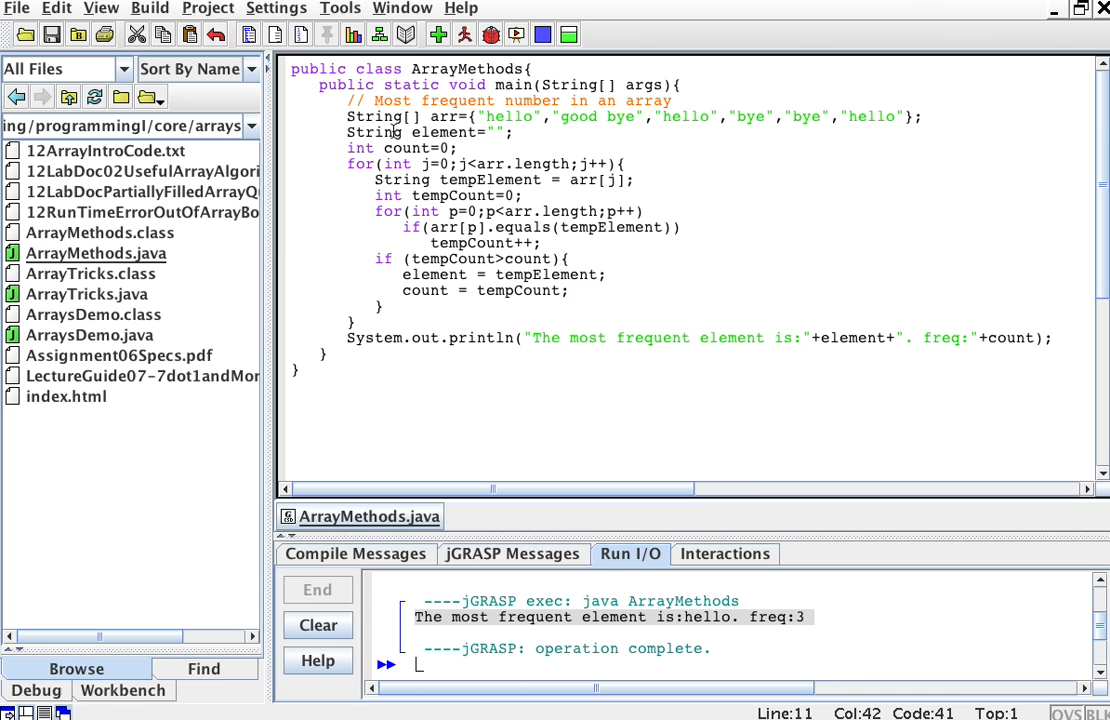 File Edit View Build Project Settings Tools Window Help
All Files Sort By Name
ing/programmingI/core/arrays
12ArrayIntroCode.txt
12LabDoc02UsefulArrayAlgori
12LabDocPartiallyFilledArrayQ
12RunTimeErrorOutOfArrayBo
ArrayMethods.class
ArrayMethods.java
ArrayTricks.class
ArrayTricks.java
ArraysDemo.class
ArraysDemo.java
Assignment06Specs.pdf
LectureGuide07-7dot1andMor
index.html
Browse Find
Debug Workbench
public class ArrayMethods{
public static void main(String[] args){
// Most frequent number in an array
String[] arr={"hello","good bye","hello","bye","bye","hello"};
String element="";
int count=0;
for(int j=0;j<arr.length;j++){
String tempElement = arr[j];
int tempCount=0;
for(int p=0;p<arr.length;p++)
if(arr[p].equals(tempElement))
tempCount++;
if (tempCount>count){
element = tempElement;
count = tempCount;
}
}
System.out.println("The most frequent element is:"+element+". freq:"+count);
}
}
ArrayMethods.java
Compile Messages jGRASP Messages Run I/O Interactions
End
Clear
Help
----jGRASP exec: java ArrayMethods
The most frequent element is:hello. freq:3
----jGRASP: operation complete.
Line:11 Col:42 Code:41 Top:1 OVS BLK